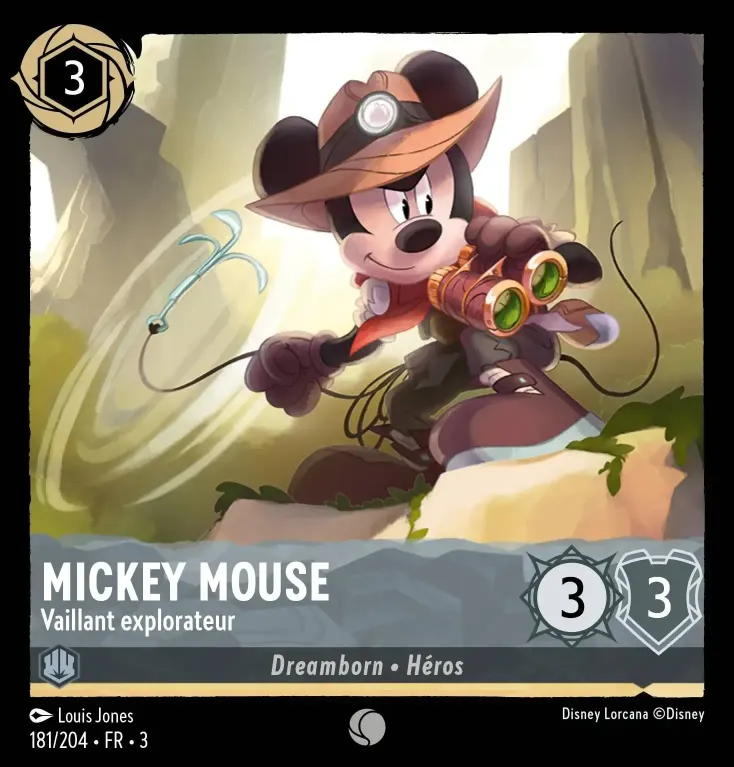 3
MICKEY MOUSE
Vaillant explorateur
3 3
Dreamborn • Héros
Louis Jones
Disney Lorcana ©Disney
181/204 • FR • 3